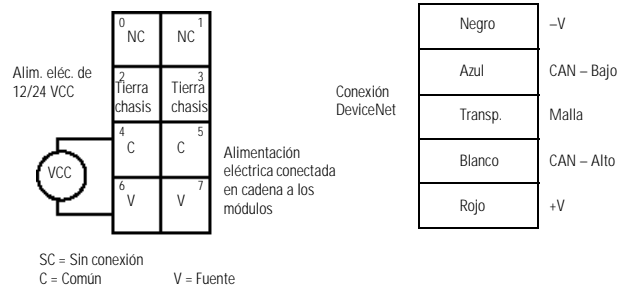 0 1
NC NC
Alim. eléc. de
12/24 VCC
2 3
Tierra Tierra
chasis chasis
4 5
C C
VCC
6 7
V V
Alimentación
eléctrica conectada
en cadena a los
módulos
SC = Sin conexión
C = Común V = Fuente
Conexión
DeviceNet
Negro –V
Azul CAN – Bajo
Transp. Malla
Blanco CAN – Alto
Rojo +V